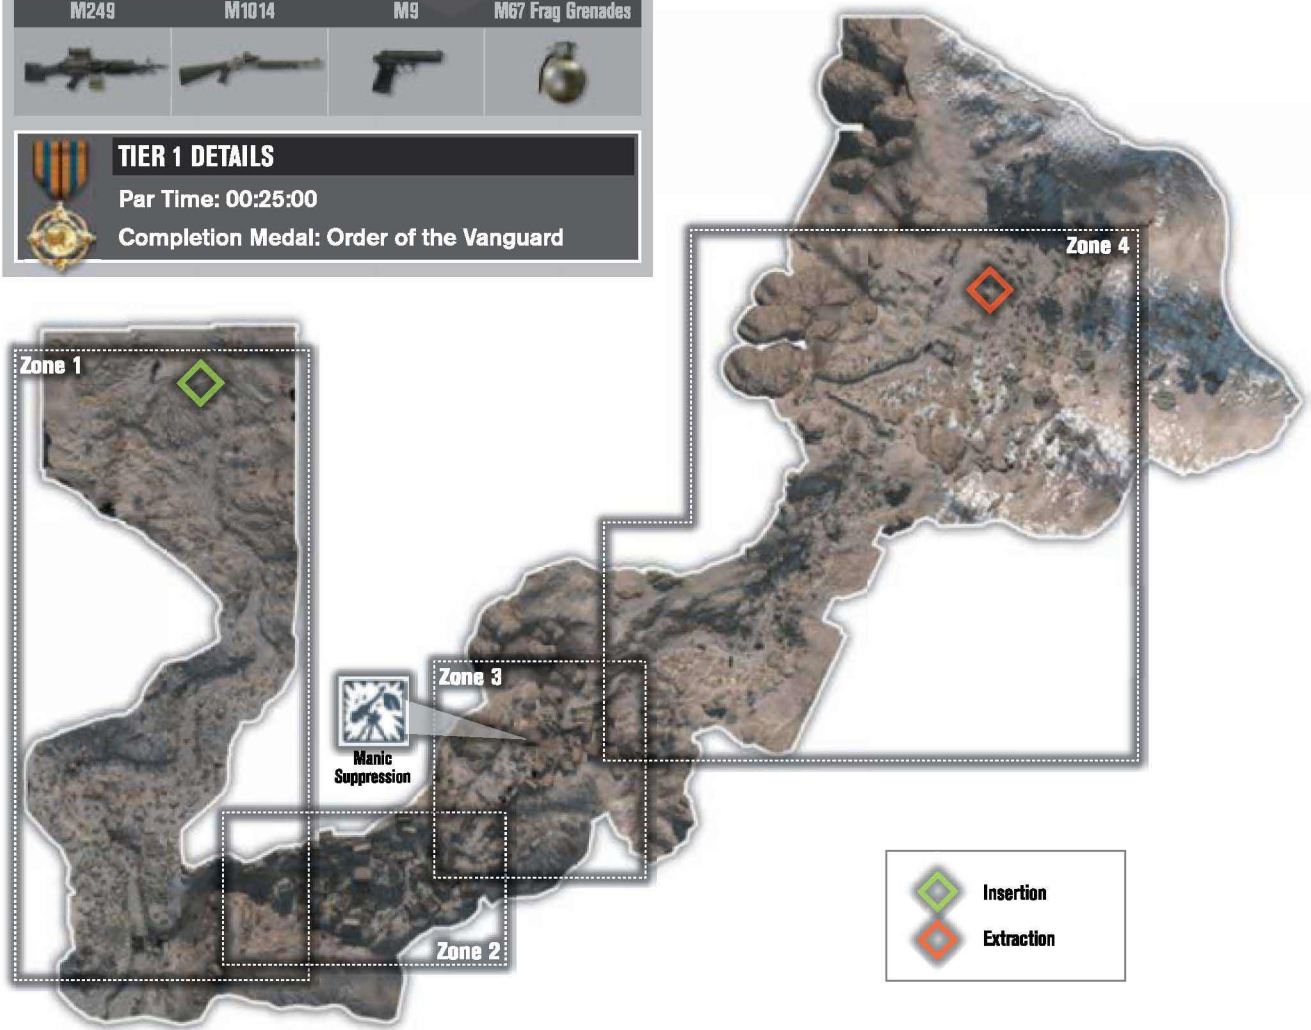 M249 M1014 M9 M67 Frag Grenades
TIER 1 DETAILS
Par Time: 00:25:00
Completion Medal: Order of the Vanguard
Zone 4
Zone 1
Zone 3
Manic
Suppression
Zone 2
Insertion
Extraction